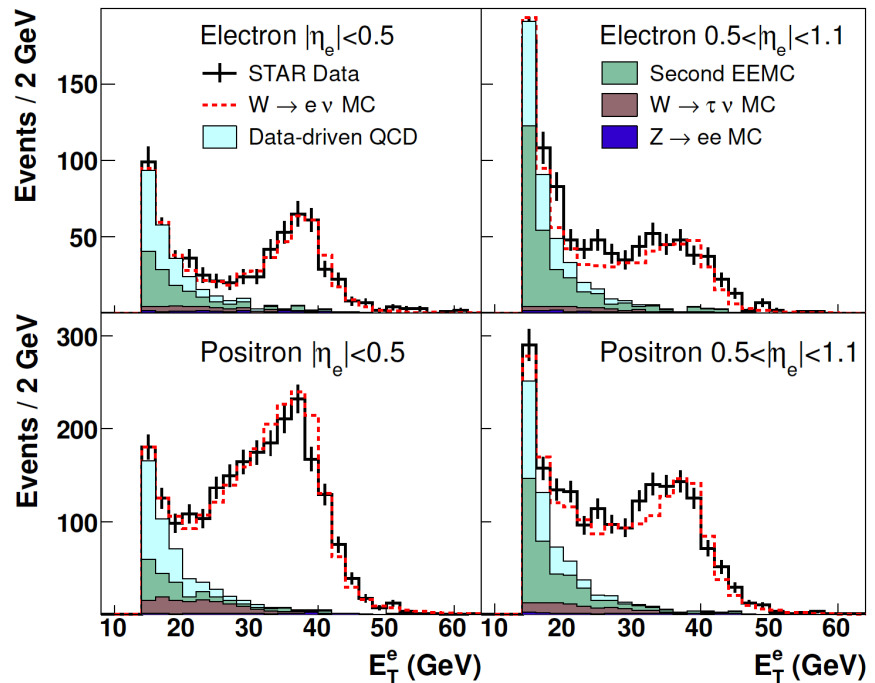 Electron |η_e|<0.5
STAR Data
W → e ν MC
Data-driven QCD
Electron 0.5<|η_e|<1.1
Second EEMC
W → τ ν MC
Z → ee MC
Events / 2 GeV
150
100
50
Positron |η_e|<0.5
Positron 0.5<|η_e|<1.1
Events / 2 GeV
300
200
100
0
10 20 30 40 50 60
10 20 30 40 50 60
E_T^e (GeV)
E_T^e (GeV)